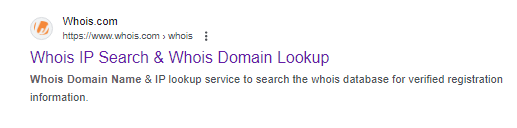 Whois.com
https://www.whois.com › whois
Whois IP Search & Whois Domain Lookup
Whois Domain Name & IP lookup service to search the whois database for verified registration
information.